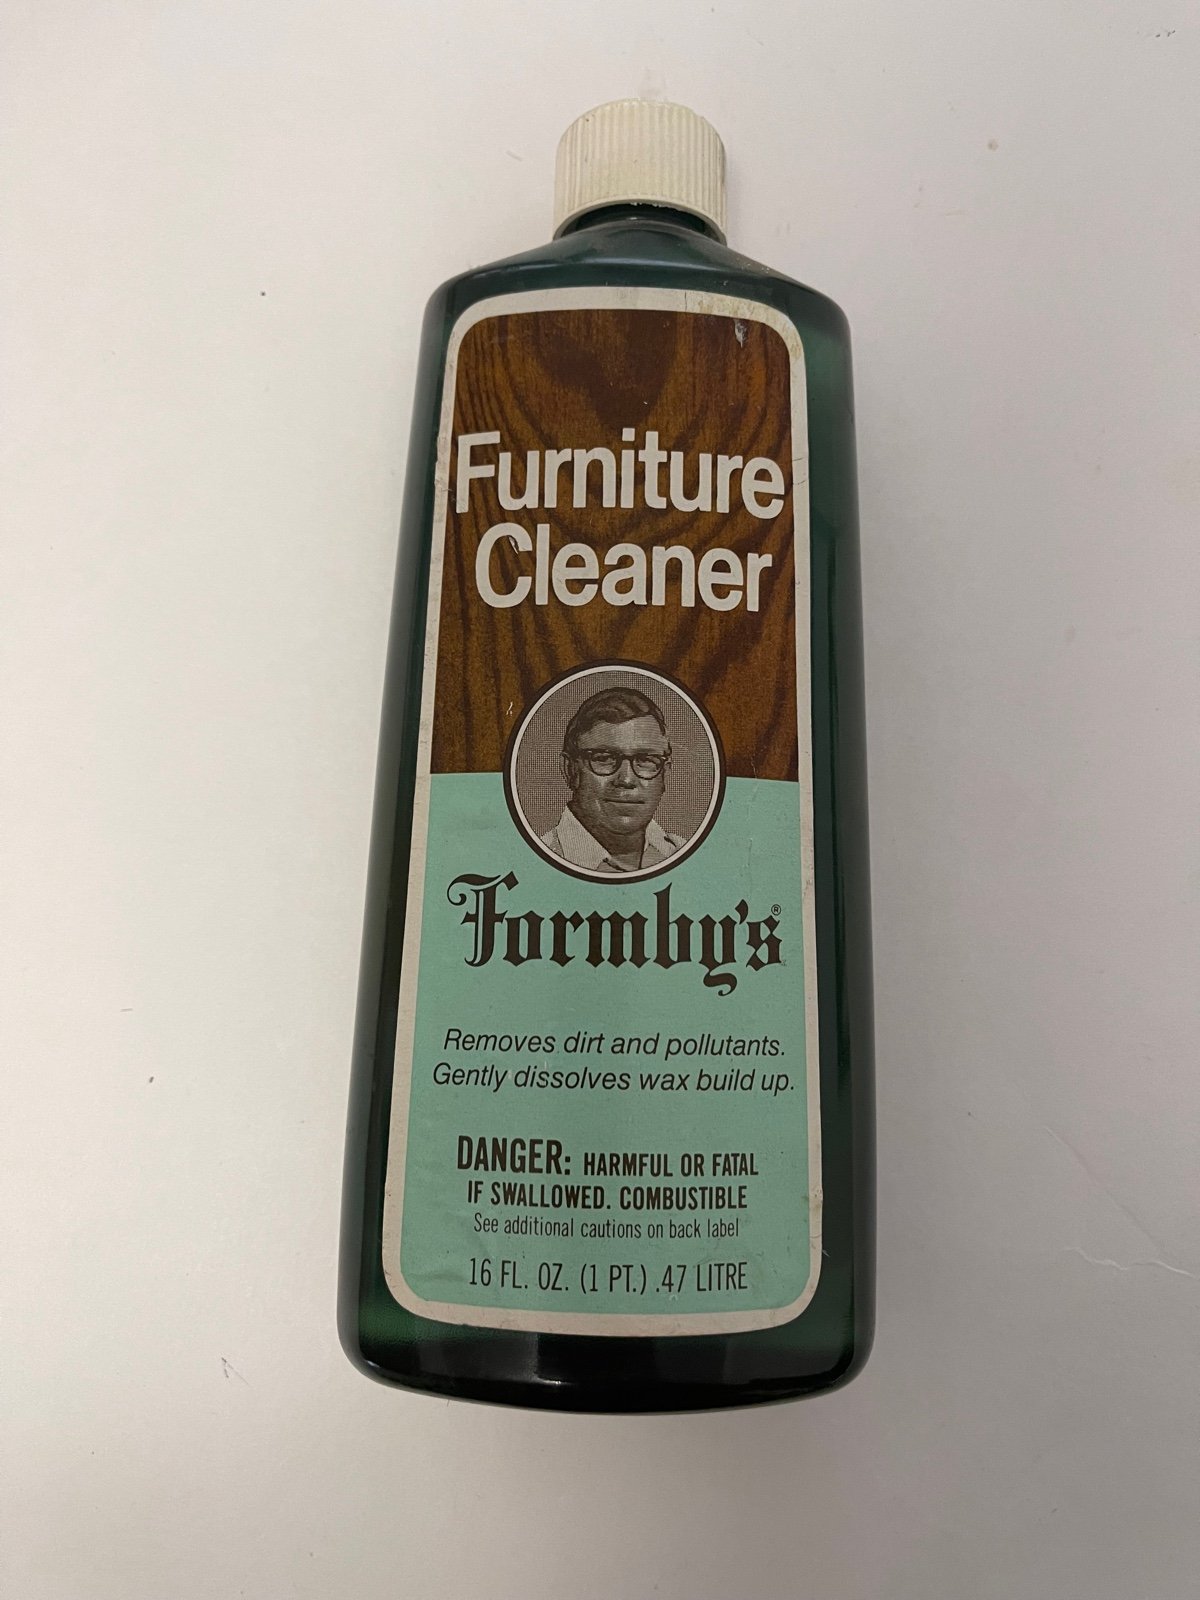 Furniture
Cleaner
Formby's®
Removes dirt and pollutants.
Gently dissolves wax build up.
DANGER: HARMFUL OR FATAL
IF SWALLOWED. COMBUSTIBLE
See additional cautions on back label
16 FL. OZ. (1 PT.) .47 LITRE